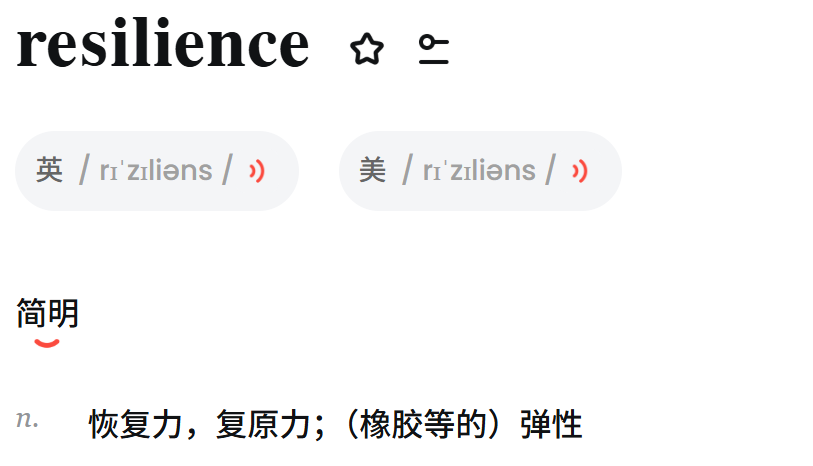 resilience
英 / rɪˈzɪliəns / 美 / rɪˈzɪliəns /
简明
n. 恢复力，复原力；（橡胶等的）弹性